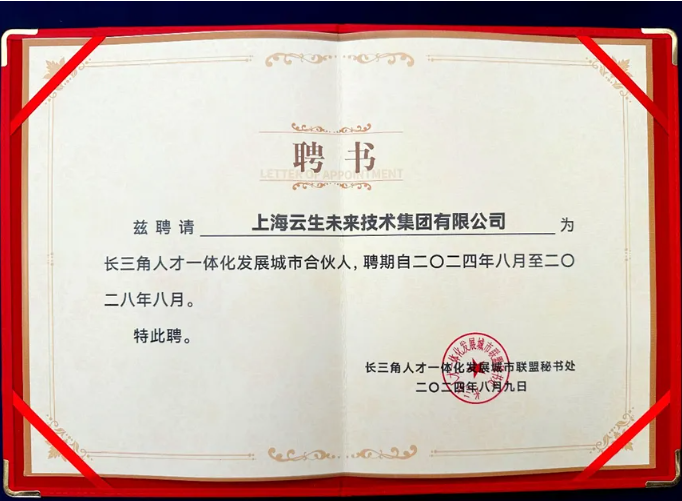 聘书
LETTER OF APPOINTMENT
兹聘请 上海云生未来技术集团有限公司 为
长三角人才一体化发展城市合伙人,聘期自二〇二四年八月至二〇
二八年八月。
特此聘。
长三角人才一体化发展城市联盟秘书处
二〇二四年八月九日